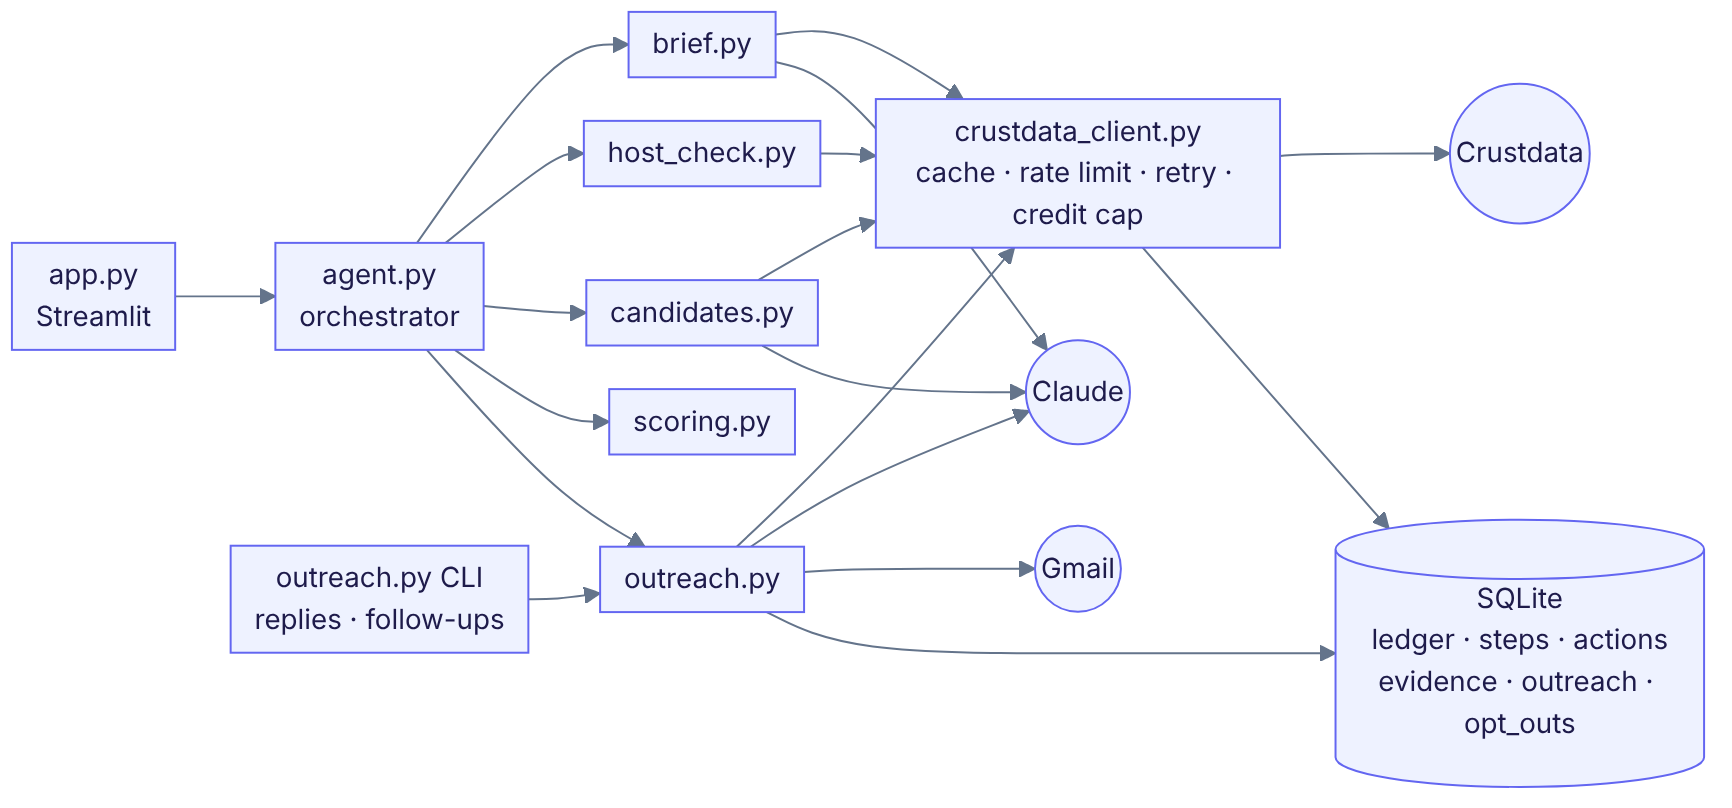 brief.py
host_check.py
crustdata_client.py
cache · rate limit · retry ·
credit cap
Crustdata
app.py
Streamlit
agent.py
orchestrator
candidates.py
Claude
scoring.py
outreach.py CLI
replies · follow-ups
outreach.py
Gmail
SQLite
ledger · steps · actions
evidence · outreach ·
opt_outs